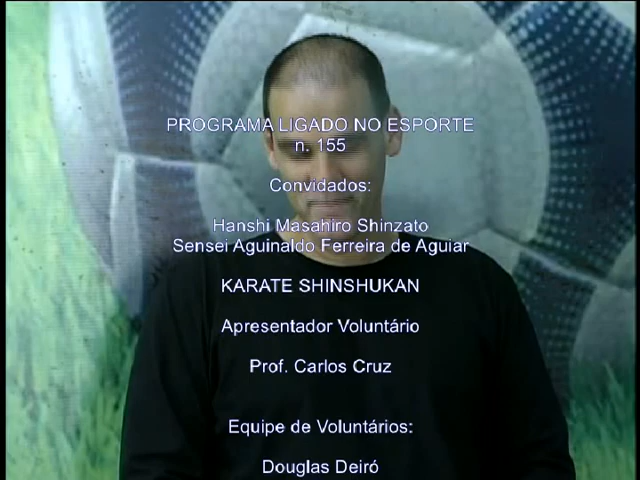 PROGRAMA LIGADO NO ESPORTE
n. 155
Convidados:
Hanshi Masahiro Shinzato
Sensei Aguinaldo Ferreira de Aguiar
KARATE SHINSHUKAN
Apresentador Voluntário
Prof. Carlos Cruz
Equipe de Voluntários:
Douglas Deiró